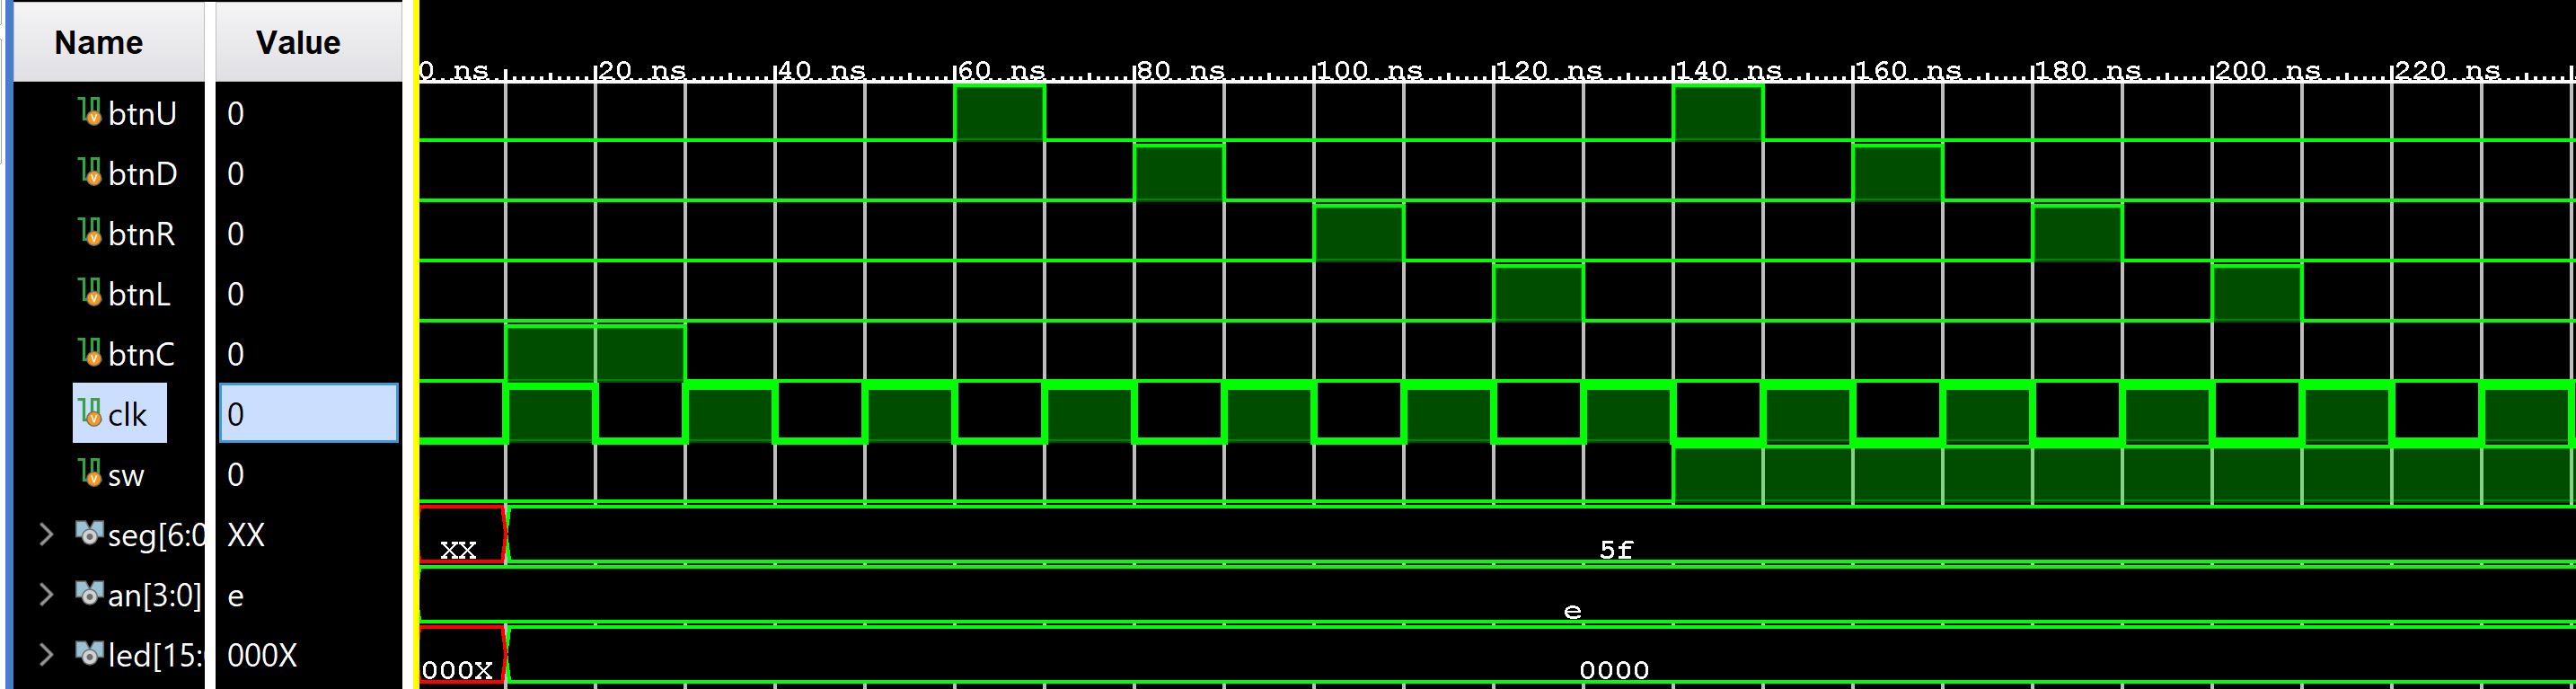 Name Value
0 ns 20 ns 40 ns 60 ns 80 ns 100 ns 120 ns 140 ns 160 ns 180 ns 200 ns 220 ns
btnU 0
btnD 0
btnR 0
btnL 0
btnC 0
clk 0
sw 0
seg[6:0 XX XX 5f
an[3:0] e e
led[15: 000X 000X 0000